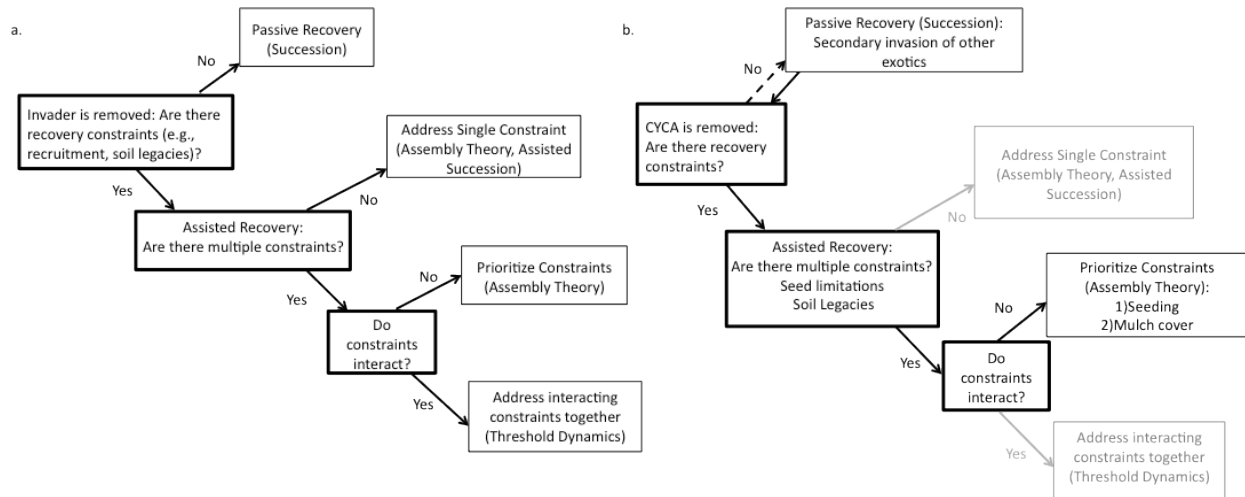 a.
Passive Recovery
(Succession)
No
Invader is removed: Are there
recovery constraints (e.g.,
recruitment, soil legacies)?
Yes
Address Single Constraint
(Assembly Theory, Assisted
Succession)
No
Assisted Recovery:
Are there multiple constraints?
Yes
Prioritize Constraints
(Assembly Theory)
No
Do
constraints
interact?
Yes
Address interacting
constraints together
(Threshold Dynamics)
b.
Passive Recovery (Succession):
Secondary invasion of other
exotics
No
CYCA is removed:
Are there recovery
constraints?
Yes
Address Single Constraint
(Assembly Theory, Assisted
Succession)
No
Assisted Recovery:
Are there multiple constraints?
Seed limitations
Soil Legacies
Yes
Prioritize Constraints
(Assembly Theory):
1)Seeding
2)Mulch cover
No
Do
constraints
interact?
Yes
Address interacting
constraints together
(Threshold Dynamics)